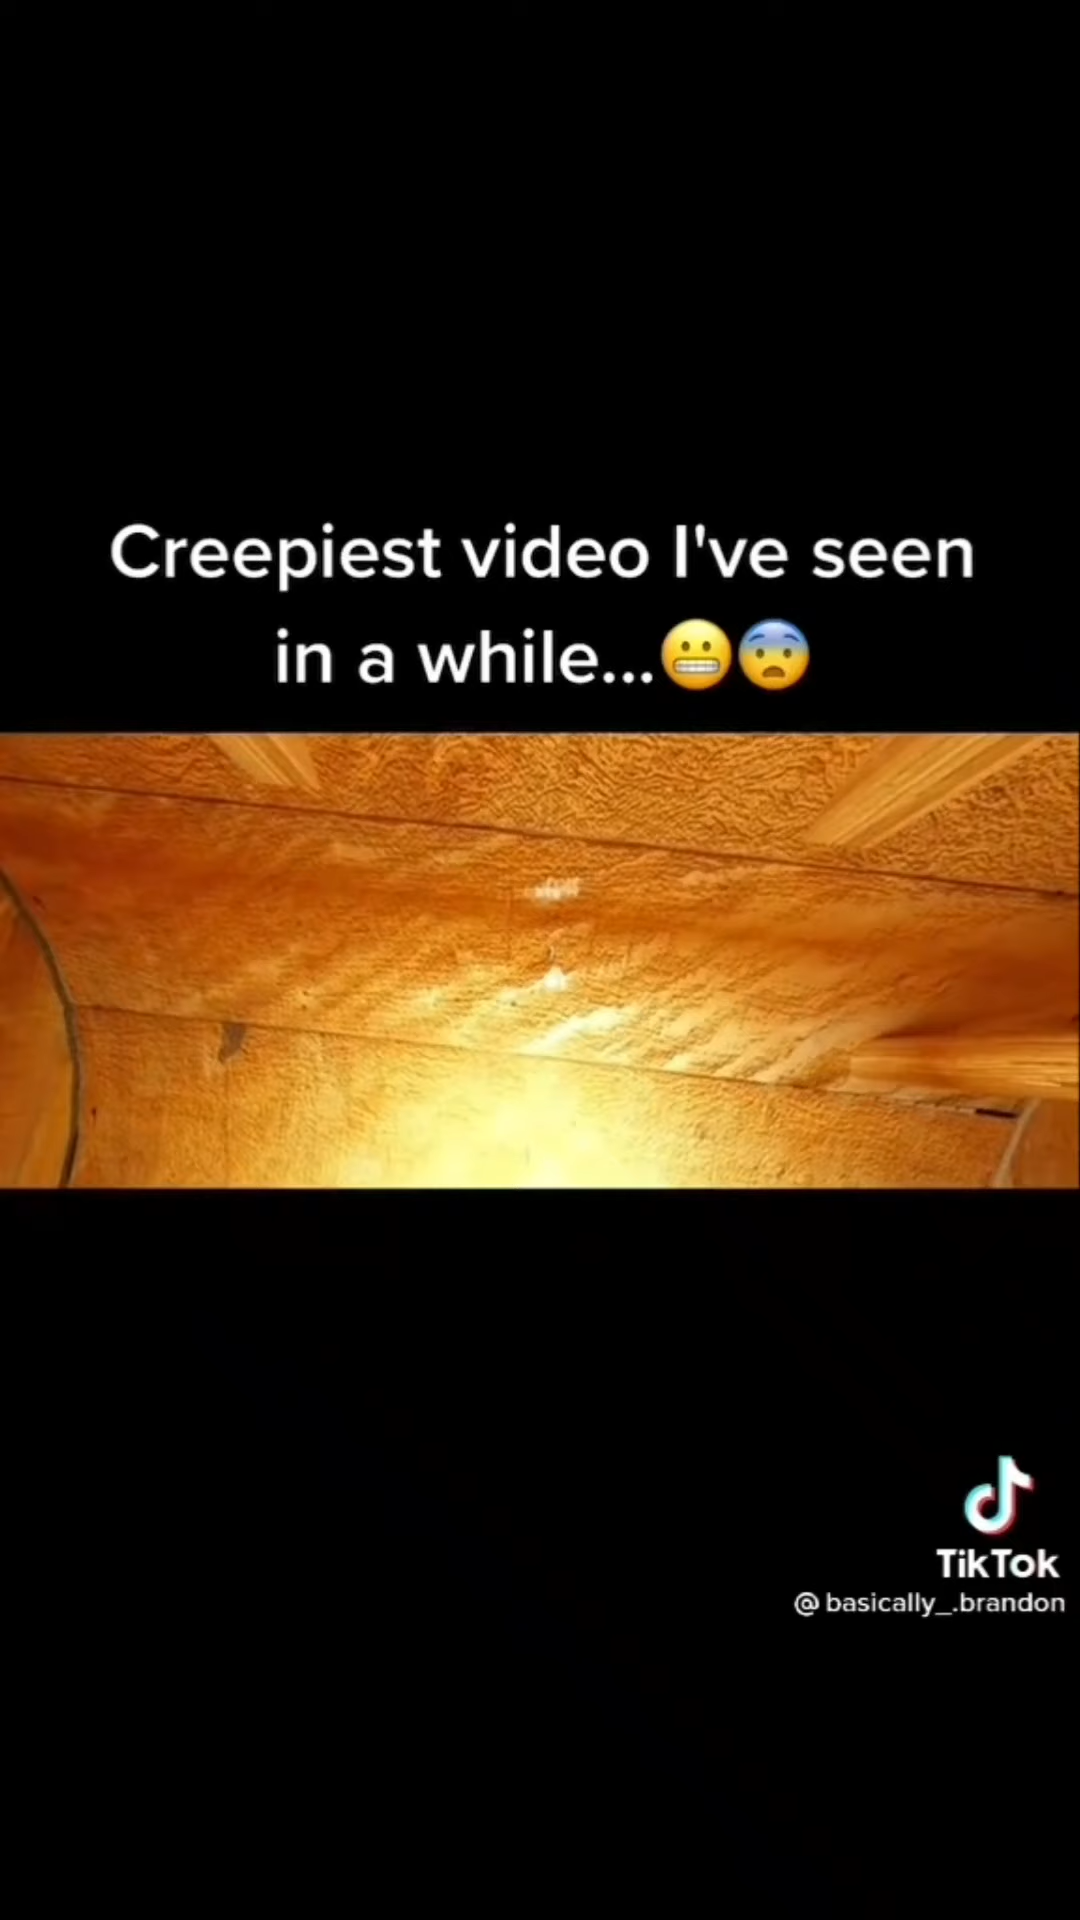 Creepiest video I've seen
in a while...😬😨
TikTok
@basically_.brandon